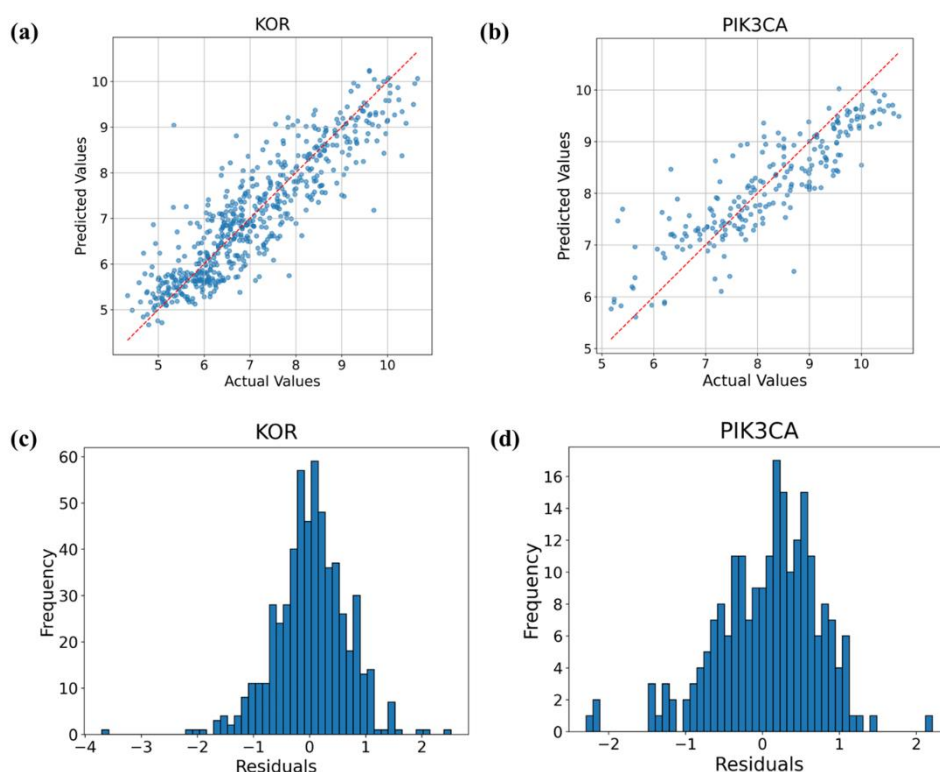 (a)
KOR
Predicted Values
10
9
8
7
6
5
5 6 7 8 9 10
Actual Values
(b)
PIK3CA
Predicted Values
10
9
8
7
6
5
5 6 7 8 9 10
Actual Values
(c)
KOR
Frequency
60
50
40
30
20
10
0
−4 −3 −2 −1 0 1 2
Residuals
(d)
PIK3CA
Frequency
16
14
12
10
8
6
4
2
0
−2 −1 0 1 2
Residuals